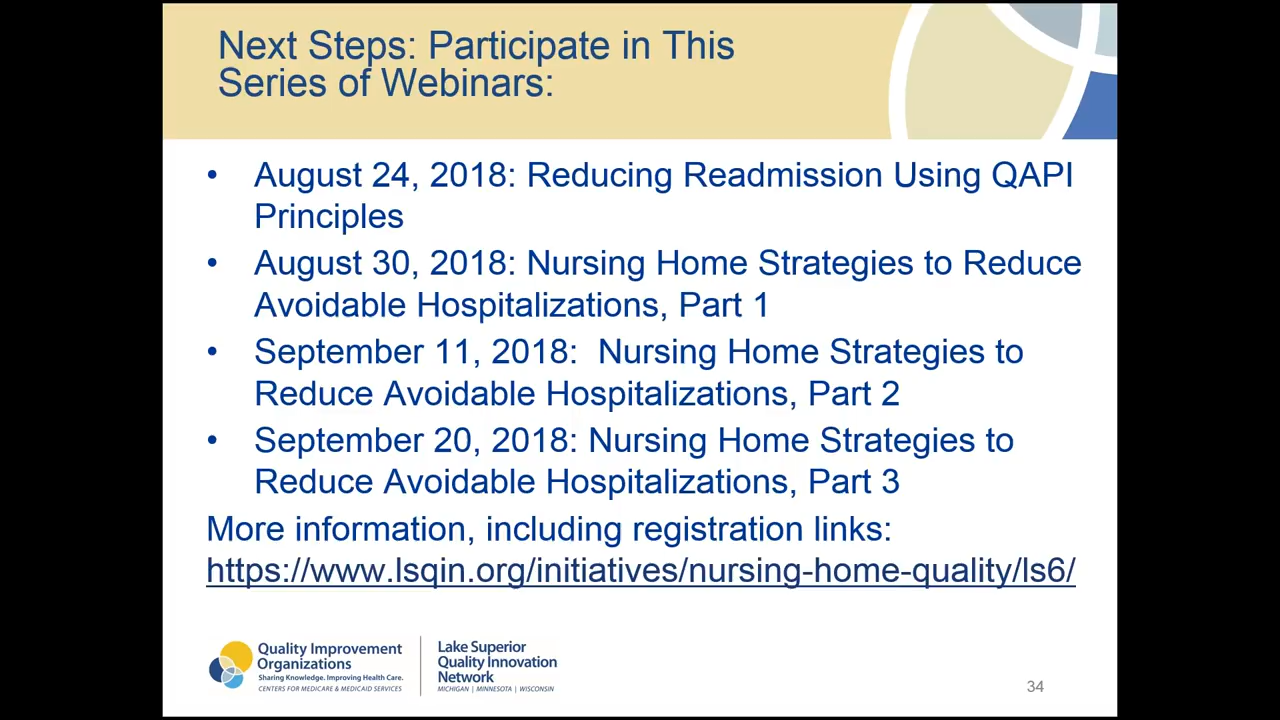 Next Steps: Participate in This
Series of Webinars:
• August 24, 2018: Reducing Readmission Using QAPI
Principles
• August 30, 2018: Nursing Home Strategies to Reduce
Avoidable Hospitalizations, Part 1
• September 11, 2018:  Nursing Home Strategies to
Reduce Avoidable Hospitalizations, Part 2
• September 20, 2018: Nursing Home Strategies to
Reduce Avoidable Hospitalizations, Part 3
More information, including registration links:
https://www.lsqin.org/initiatives/nursing-home-quality/ls6/
Quality Improvement
Organizations
Sharing Knowledge. Improving Health Care.
CENTERS FOR MEDICARE & MEDICAID SERVICES
Lake Superior
Quality Innovation
Network
MICHIGAN | MINNESOTA | WISCONSIN
34